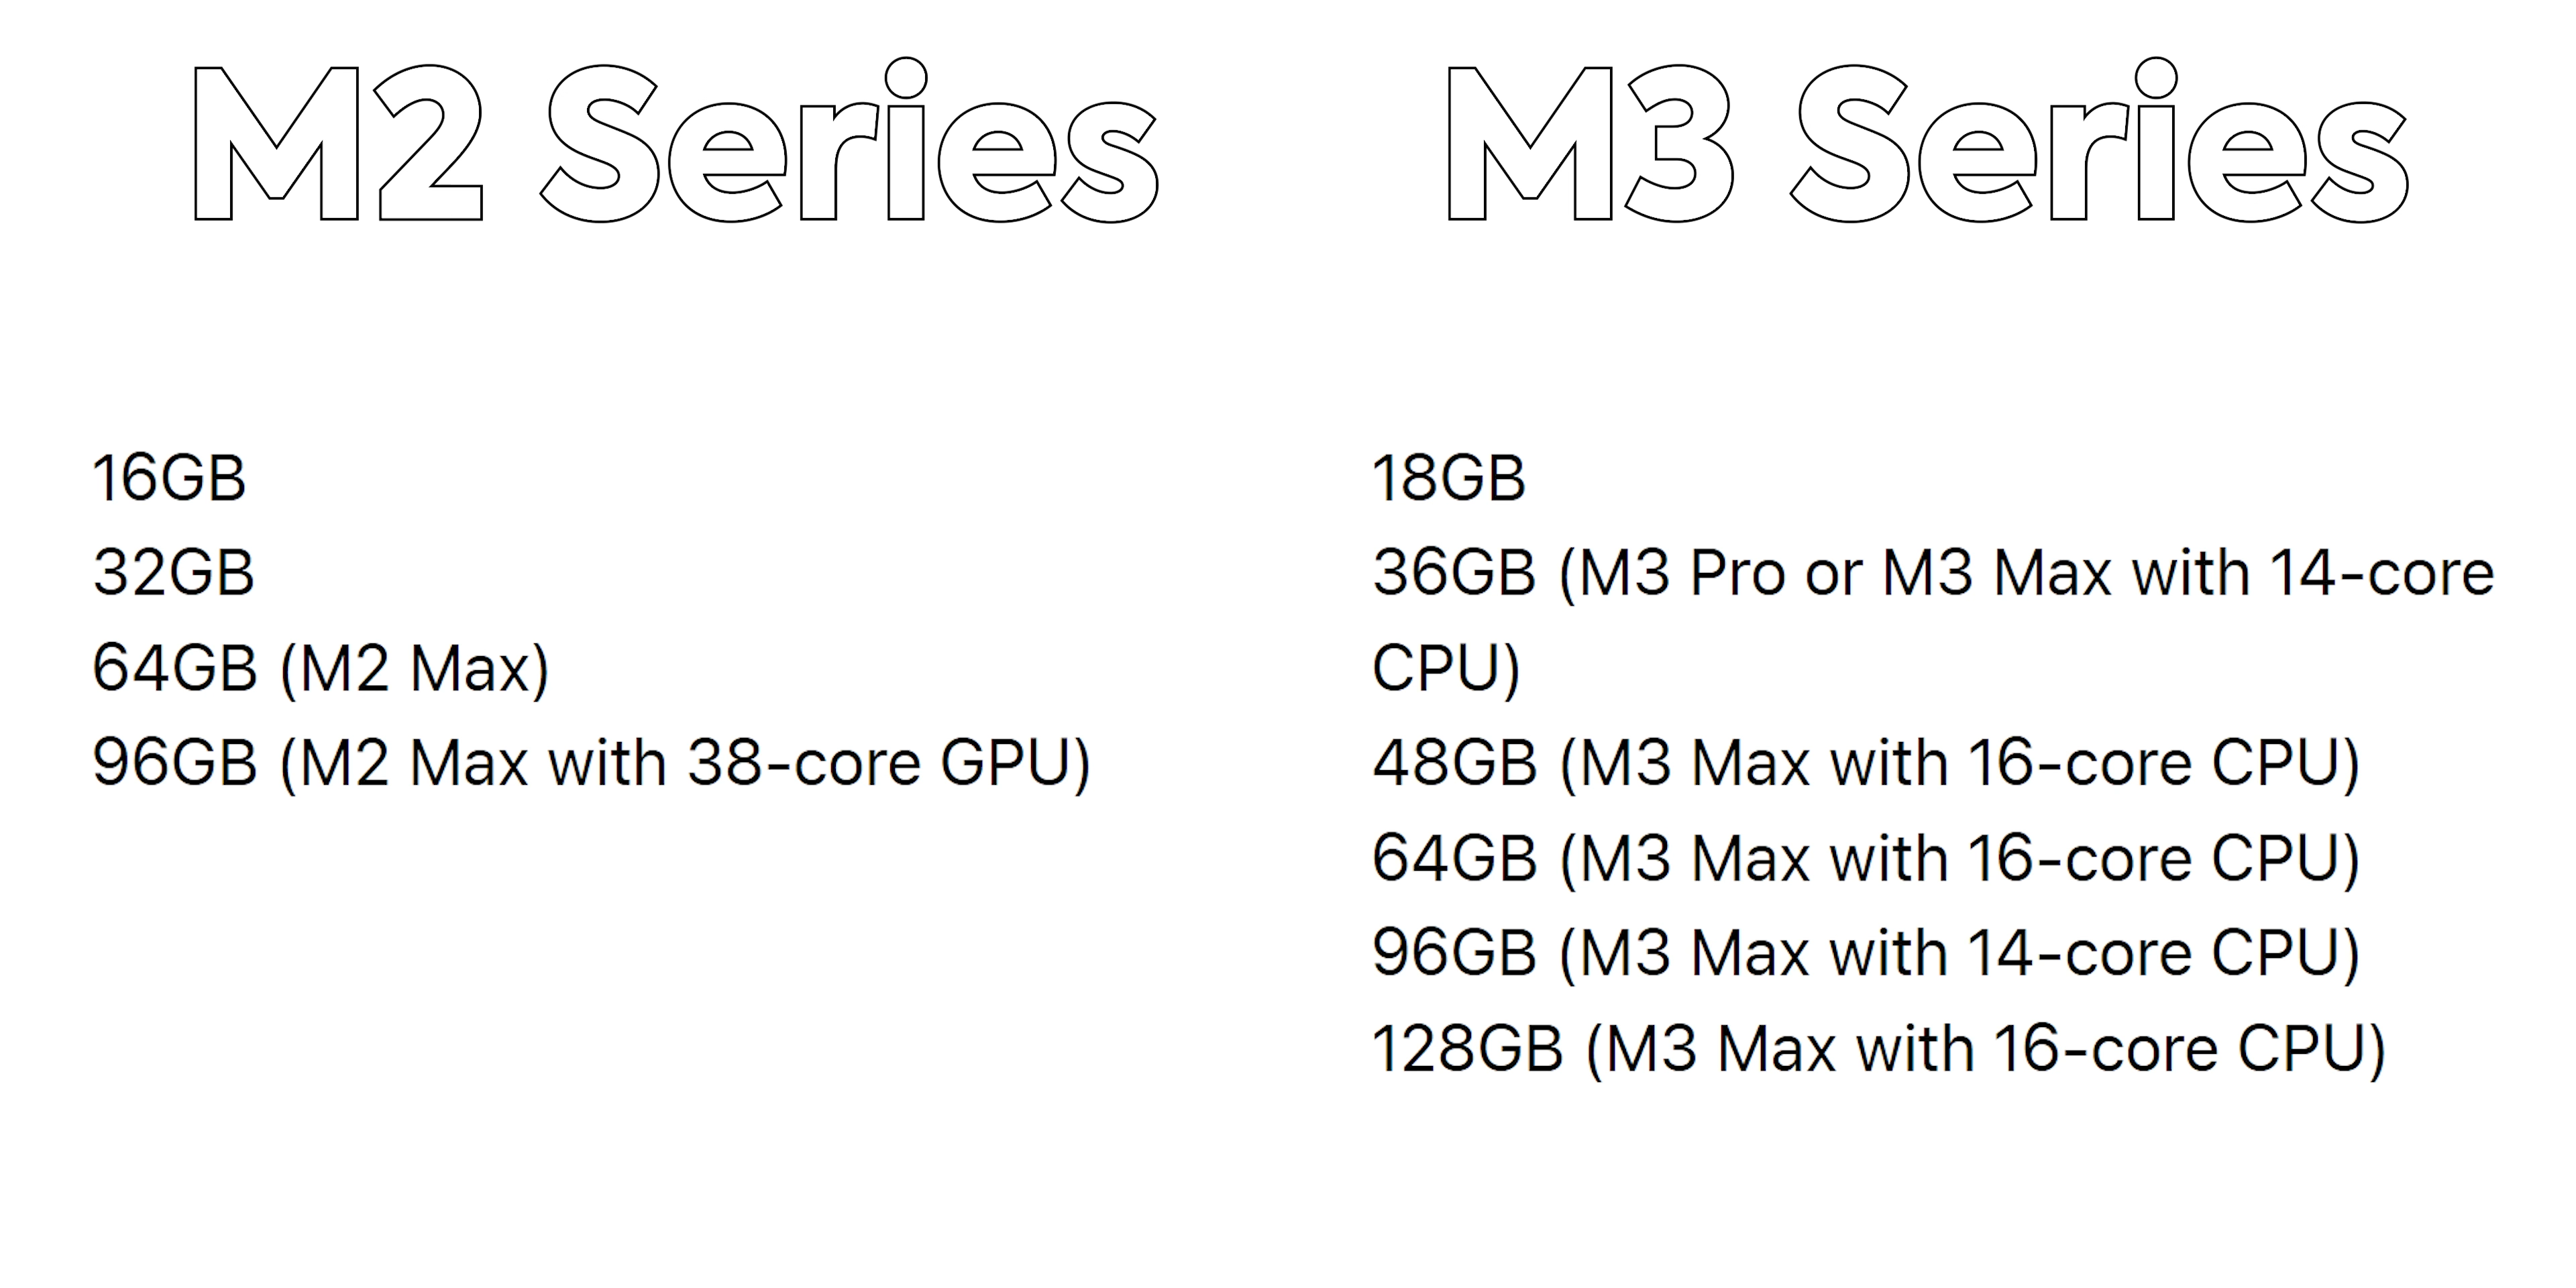 M2 Series
16GB
32GB
64GB (M2 Max)
96GB (M2 Max with 38-core GPU)
M3 Series
18GB
36GB (M3 Pro or M3 Max with 14-core
CPU)
48GB (M3 Max with 16-core CPU)
64GB (M3 Max with 16-core CPU)
96GB (M3 Max with 14-core CPU)
128GB (M3 Max with 16-core CPU)